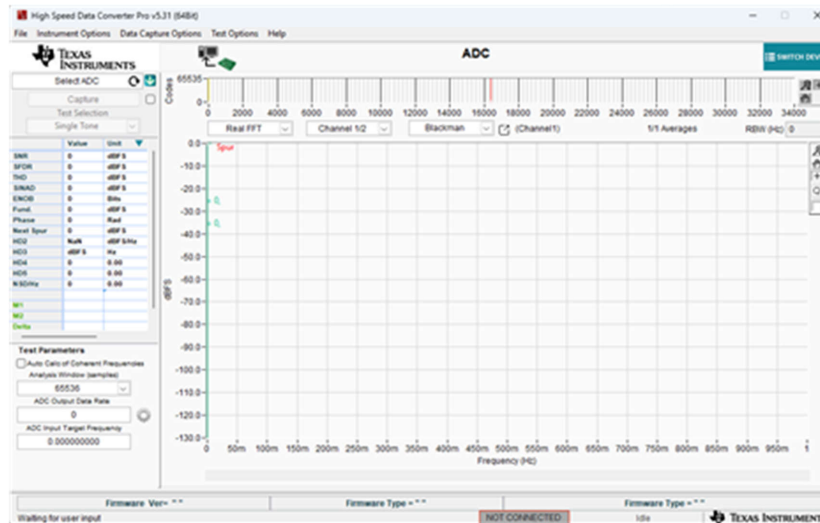 High Speed Data Converter Pro v5.31 (64Bit)
File Instrument Options Data Capture Options Test Options Help
TEXAS INSTRUMENTS
ADC
SWITCH DEV
Select ADC
Capture
Test Selection
Single Tone
Value Unit
SNR 0 dBFS
SFDR 0 dBFS
THD 0 dBFS
SINAD 0 dBFS
ENOB 0 Bits
Fund. 0 dBFS
Phase 0 Rad
Next Spur 0 dBFS
HD2 NaN dBFS/Hz
HD3 dBFS Hz
HD4 0 0.00
HD5 0 0.00
NSD/Hz 0 0.00
M1
M2
Delta
Test Parameters
Auto Calc of Coherent Frequencies
Analysis Window (samples)
65536
ADC Output Data Rate
0
ADC Input Target Frequency
0.000000000
Codes
65535
0
0 2000 4000 6000 8000 10000 12000 14000 16000 18000 20000 22000 24000 26000 28000 30000 32000 34000
Real FFT Channel 1/2 Blackman (Channel1) 1/1 Averages RBW (Hz) 0
Spur
dBFS
0.0
-10.0
-20.0
-30.0
-40.0
-50.0
-60.0
-70.0
-80.0
-90.0
-100.0
-110.0
-120.0
-130.0
0 50m 100m 150m 200m 250m 300m 350m 400m 450m 500m 550m 600m 650m 700m 750m 800m 850m 900m 950m 1
Frequency (Hz)
Firmware Ver= " " Firmware Type = " " Firmware Type = " "
Waiting for user input NOT CONNECTED Idle TEXAS INSTRUMENT